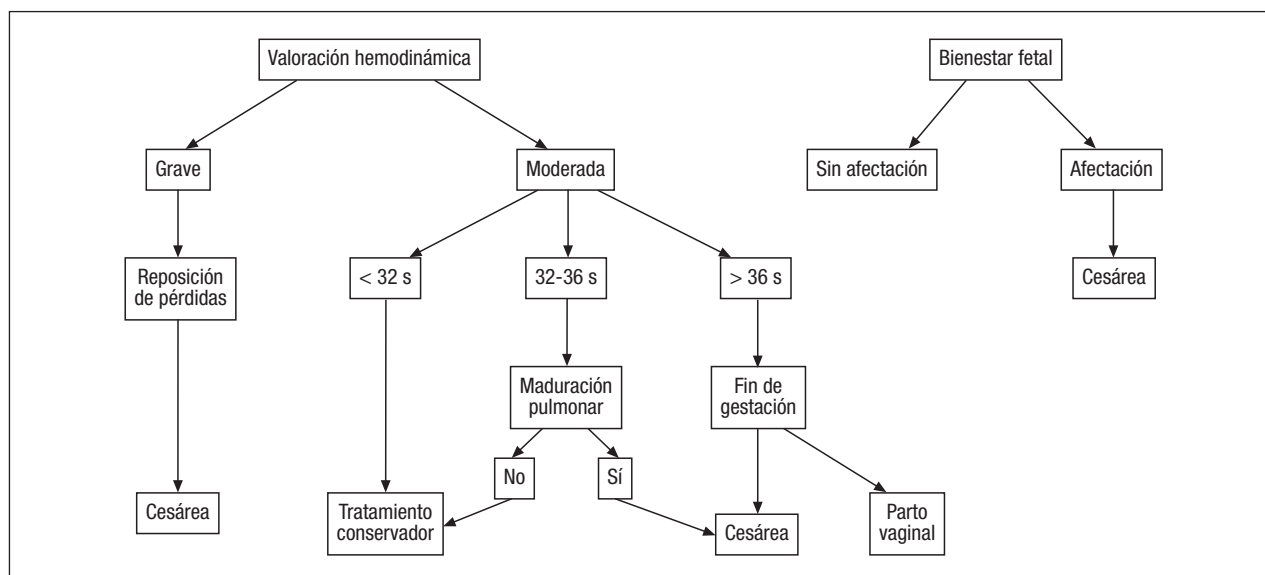 Valoración hemodinámica
Bienestar fetal
Grave
Moderada
Sin afectación
Afectación
Reposición
de pérdidas
< 32 s
32-36 s
> 36 s
Cesárea
Maduración
pulmonar
Fin de
gestación
No
Sí
Cesárea
Tratamiento
conservador
Cesárea
Parto
vaginal